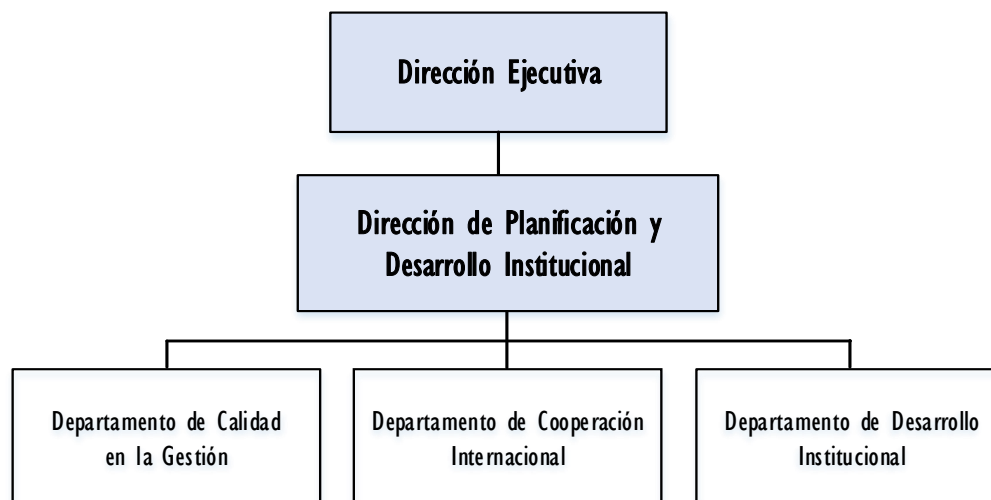 Dirección Ejecutiva
Dirección de Planificación y
Desarrollo Institucional
Departamento de Calidad
en la Gestión
Departamento de Cooperación
Internacional
Departamento de Desarrollo
Institucional